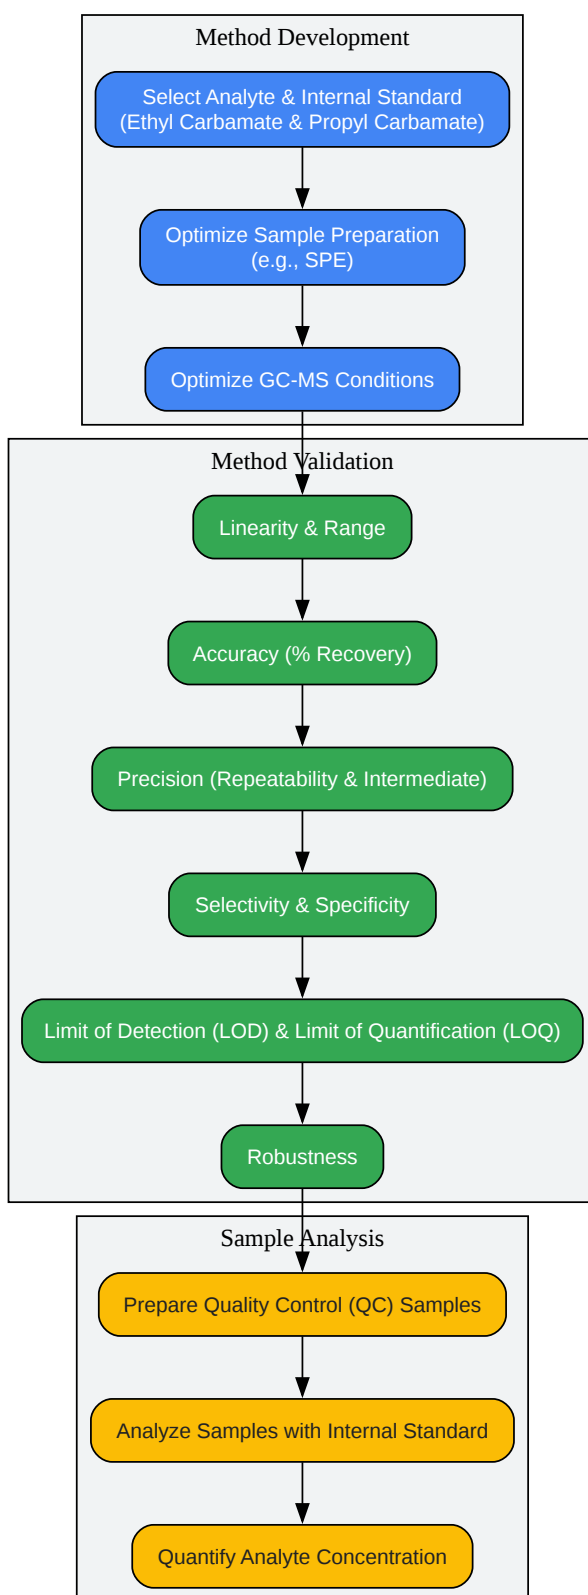 Method Development
Select Analyte & Internal Standard
(Ethyl Carbamate & Propyl Carbamate)
Optimize Sample Preparation
(e.g., SPE)
Optimize GC-MS Conditions
Method Validation
Linearity & Range
Accuracy (% Recovery)
Precision (Repeatability & Intermediate)
Selectivity & Specificity
Limit of Detection (LOD) & Limit of Quantification (LOQ)
Robustness
Sample Analysis
Prepare Quality Control (QC) Samples
Analyze Samples with Internal Standard
Quantify Analyte Concentration